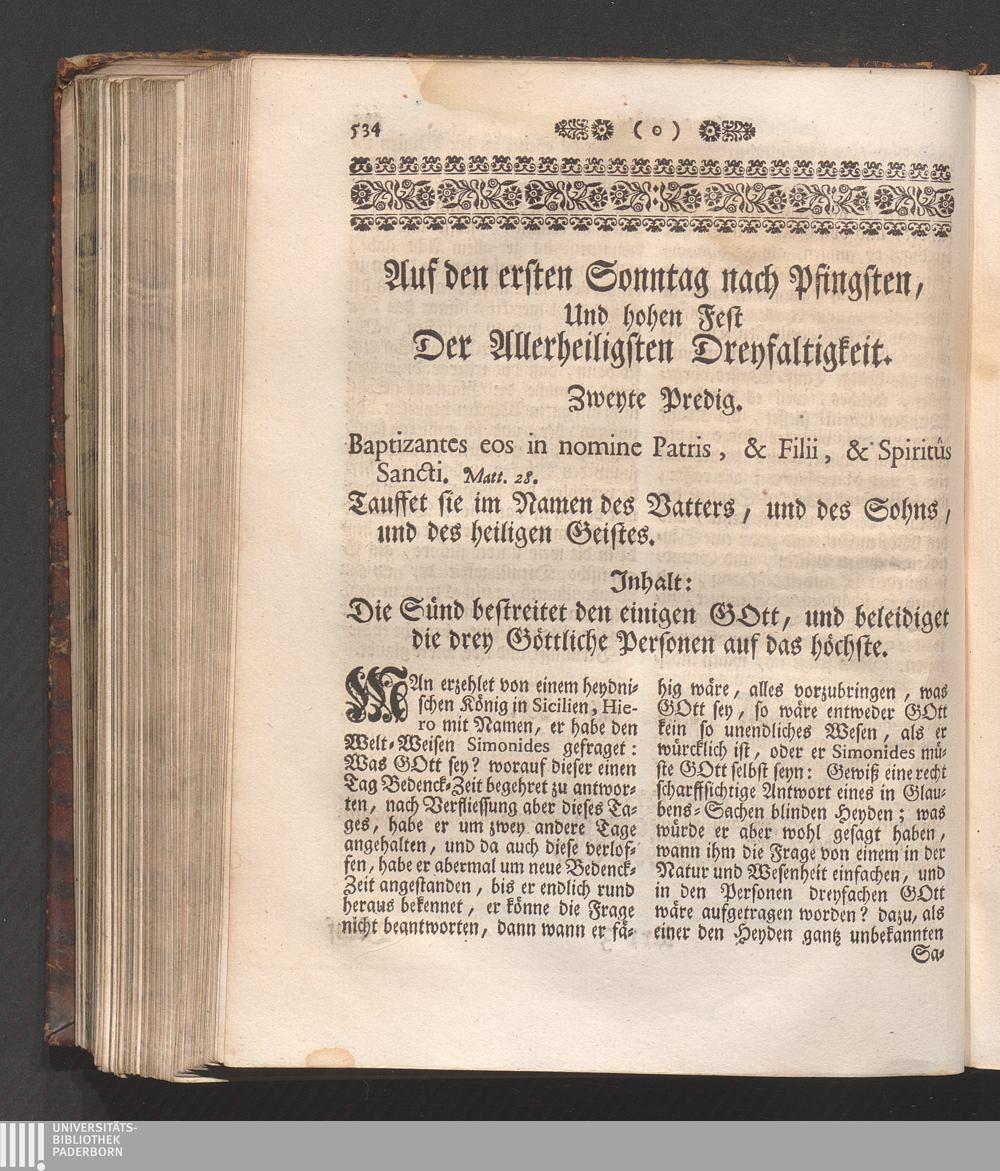 534 ( o )
Auf den ersten Sonntag nach Pfingsten,
Und hohen Fest
Der Allerheiligsten Dreyfaltigkeit.
Zweyte Predig.
Baptizantes eos in nomine Patris, & Filii, & Spiritûs
Sancti. Matt. 28.
Tauffet sie im Namen des Vatters, und des Sohns,
und des heiligen Geistes.
Inhalt:
Die Sünd bestreitet den einigen GOtt, und beleidiget
die drey Göttliche Personen auf das höchste.
MAn erzehlet von einem heydni-
schen König in Sicilien, Hie-
ro mit Namen, er habe den
Welt-Weisen Simonides gefraget:
Was GOtt sey? worauf dieser einen
Tag Bedenck-Zeit begehret zu antwor-
ten, nach Verfliessung aber dieses Ta-
ges, habe er um zwey andere Tage
angehalten, und da auch diese verlof-
fen, habe er abermal um neue Bedenck-
Zeit angestanden, bis er endlich rund
heraus bekennet, er könne die Frage
nicht beantworten, dann wann er fä-
hig wäre, alles vorzubringen, was
GOtt sey, so wäre entweder GOtt
kein so unendliches Wesen, als er
würcklich ist, oder er Simonides mü-
ste GOtt selbst seyn: Gewiß eine recht
scharffsichtige Antwort eines in Glau-
bens-Sachen blinden Heyden; was
würde er aber wohl gesagt haben,
wann ihm die Frage von einem in der
Natur und Wesenheit einfachen, und
in den Personen dreyfachen GOtt
wäre aufgetragen worden? dazu, als
einer den Heyden gantz unbekannten
Sa-
UNIVERSITÄTS-
BIBLIOTHEK
PADERBORN